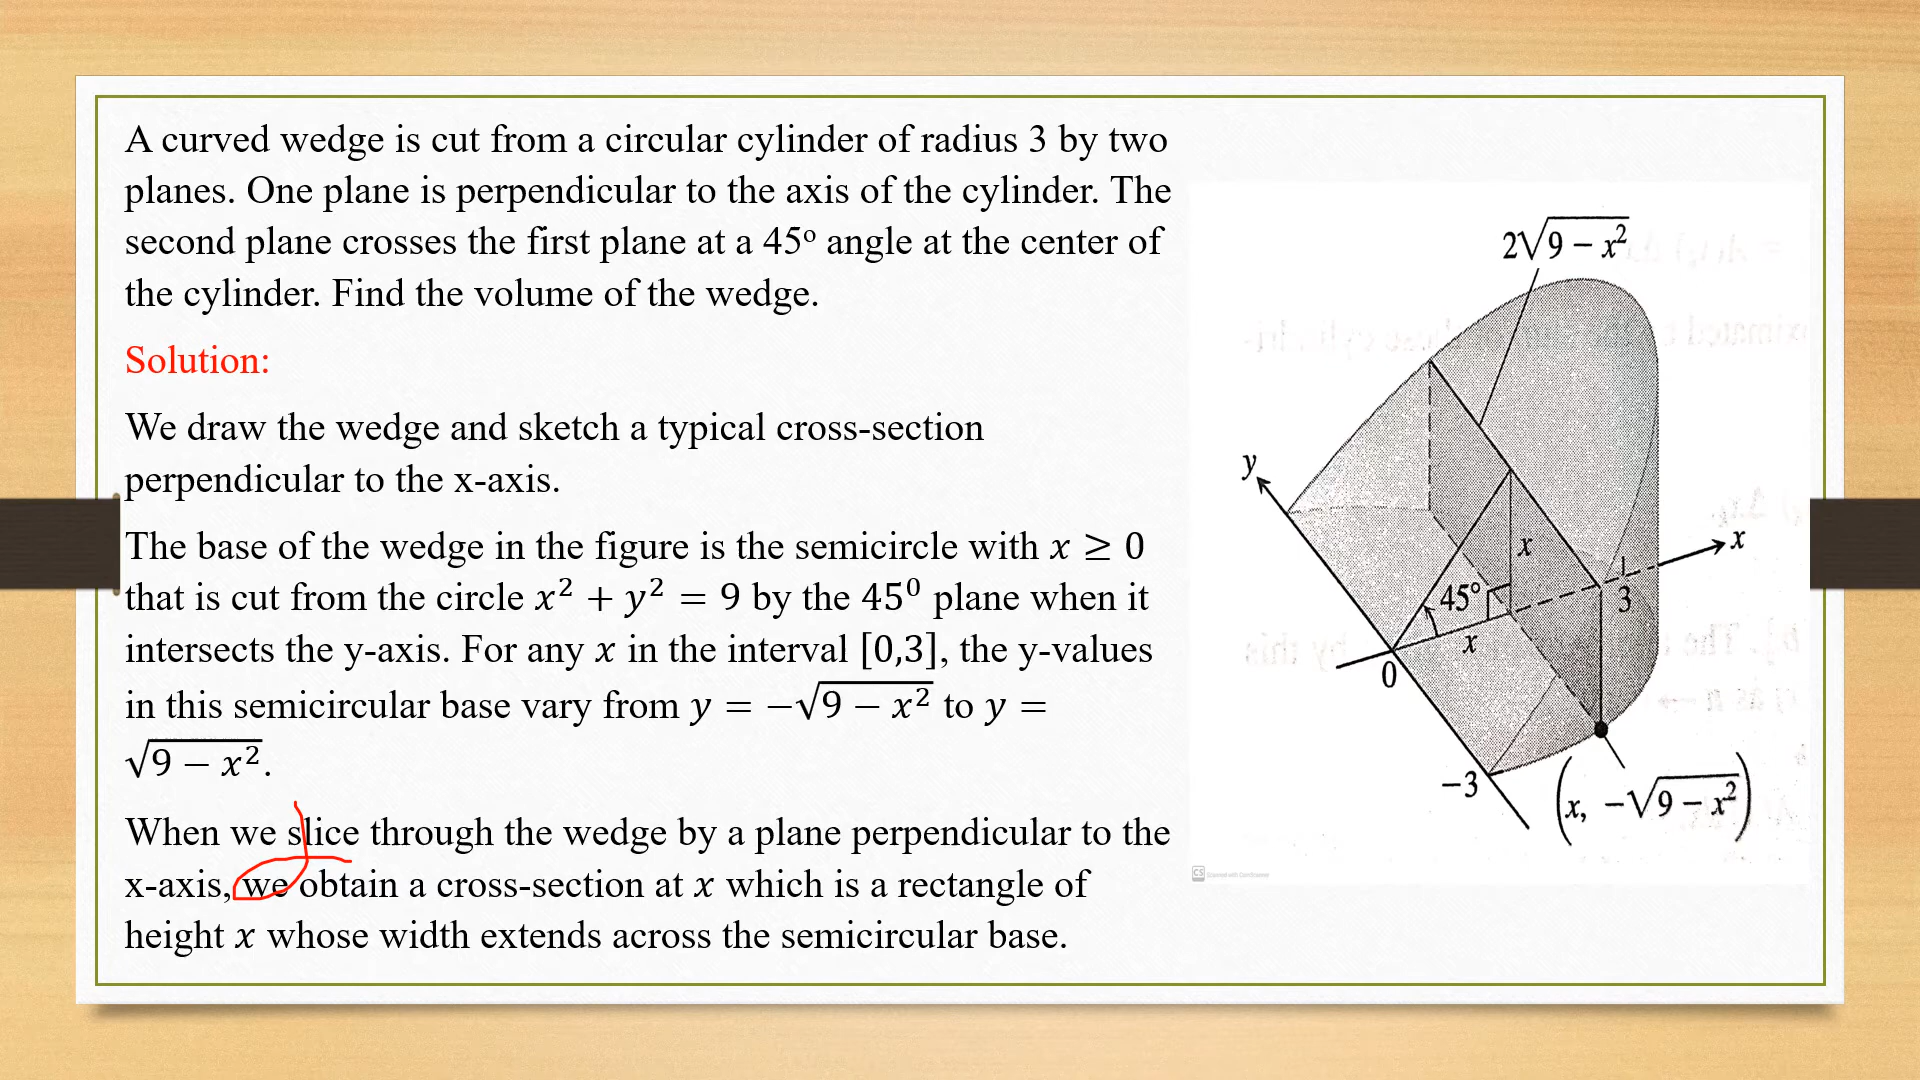 A curved wedge is cut from a circular cylinder of radius 3 by two
planes. One plane is perpendicular to the axis of the cylinder. The
second plane crosses the first plane at a 45ᵒ angle at the center of
the cylinder. Find the volume of the wedge.
Solution:
We draw the wedge and sketch a typical cross-section
perpendicular to the x-axis.
The base of the wedge in the figure is the semicircle with x ≥ 0
that is cut from the circle x² + y² = 9 by the 45⁰ plane when it
intersects the y-axis. For any x in the interval [0,3], the y-values
in this semicircular base vary from y = −√(9 − x²) to y =
√(9 − x²).
When we slice through the wedge by a plane perpendicular to the
x-axis, we obtain a cross-section at x which is a rectangle of
height x whose width extends across the semicircular base.
2√(9 − x²)
y
x
x
45°
3
x
0
−3
(x, −√(9 − x²))
CS Scanned with CamScanner